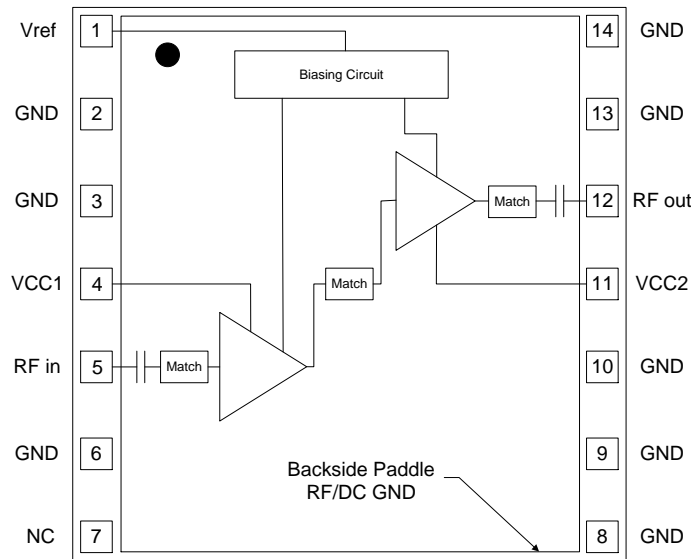 Vref 1 14 GND
Biasing Circuit
GND 2 13 GND
GND 3 Match 12 RF out
VCC1 4 Match 11 VCC2
RF in 5 Match 10 GND
GND 6 9 GND
Backside Paddle
RF/DC GND
NC 7 8 GND